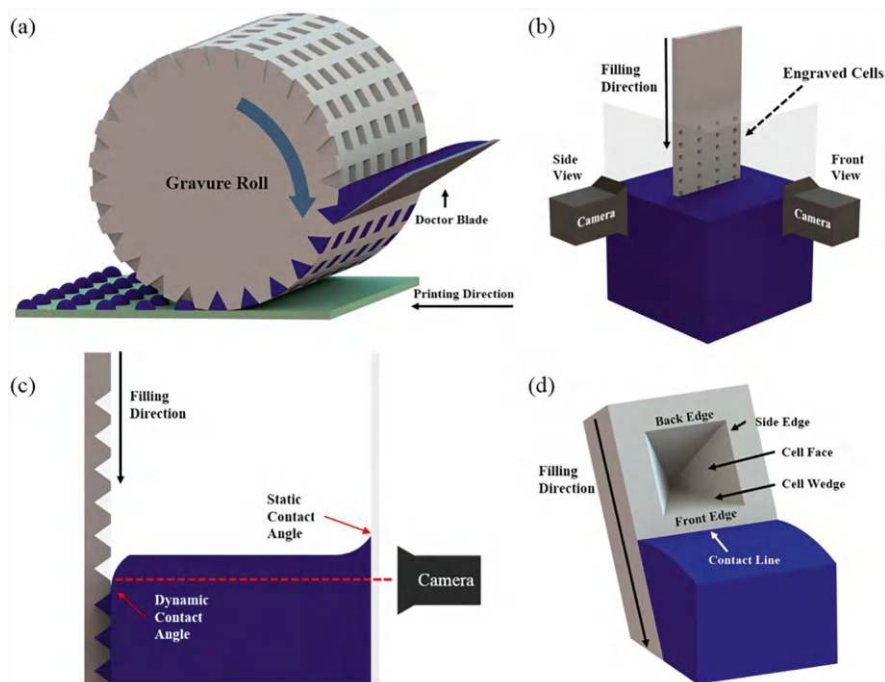 (a)
Gravure Roll
Doctor Blade
Printing Direction
(b)
Filling
Direction
Engraved Cells
Side
View
Front
View
Camera
Camera
(c)
Filling
Direction
Static
Contact
Angle
Camera
Dynamic
Contact
Angle
(d)
Back Edge
Side Edge
Cell Face
Filling
Direction
Cell Wedge
Front Edge
Contact Line